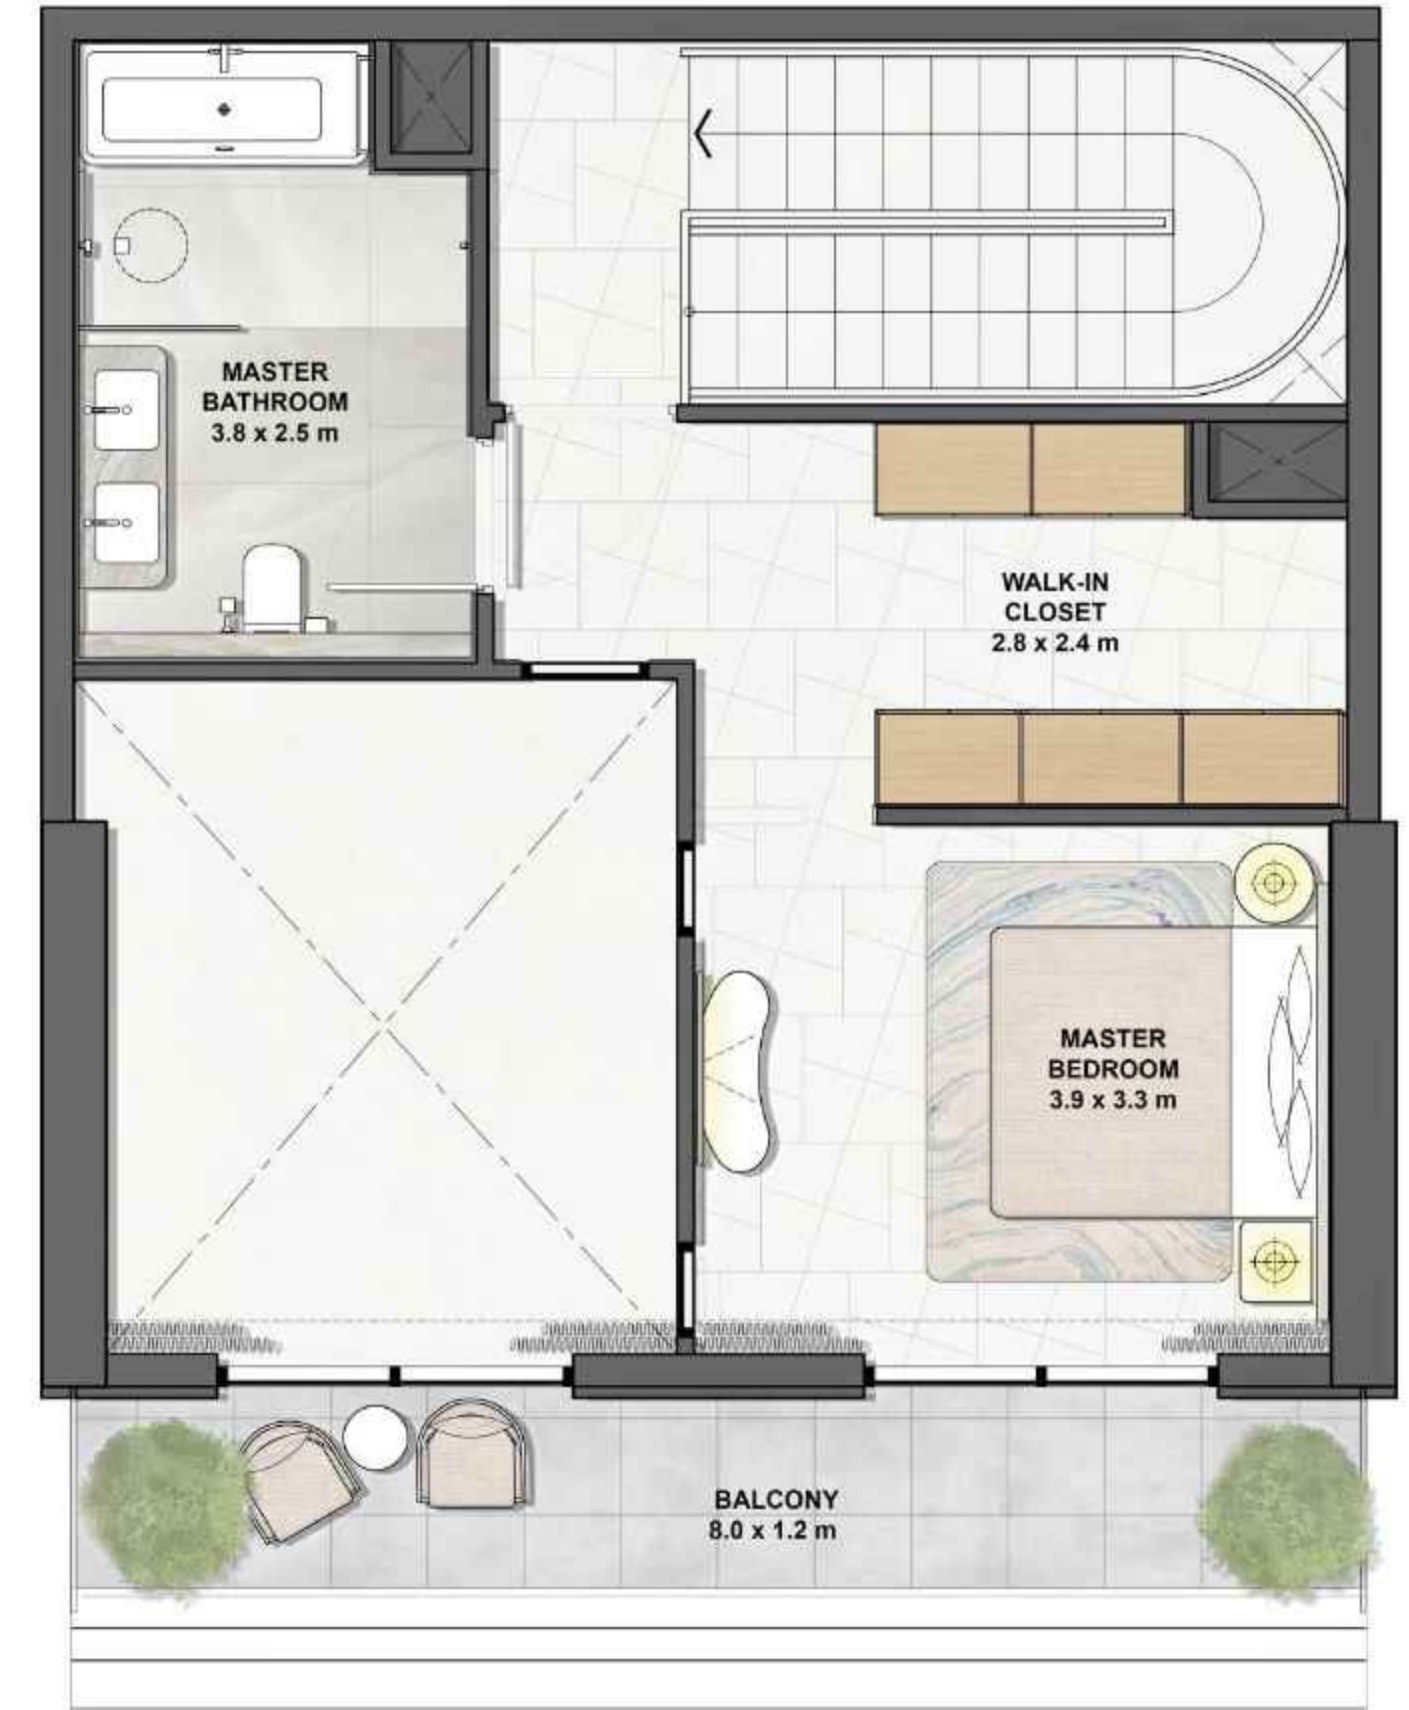 MASTER
BATHROOM
3.8 x 2.5 m
WALK-IN
CLOSET
2.8 x 2.4 m
MASTER
BEDROOM
3.9 x 3.3 m
BALCONY
8.0 x 1.2 m